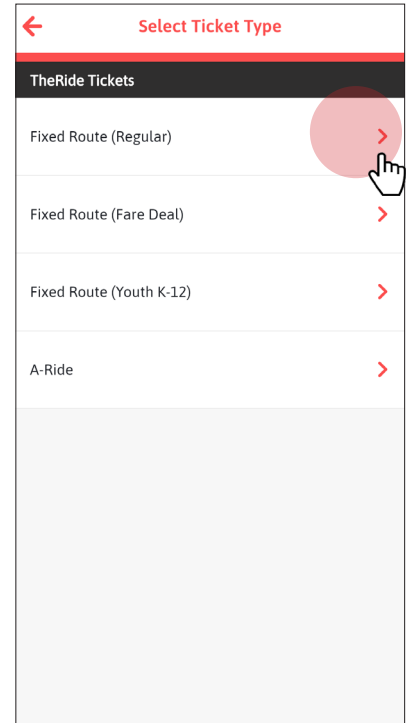 Select Ticket Type
TheRide Tickets
Fixed Route (Regular)
Fixed Route (Fare Deal)
Fixed Route (Youth K-12)
A-Ride